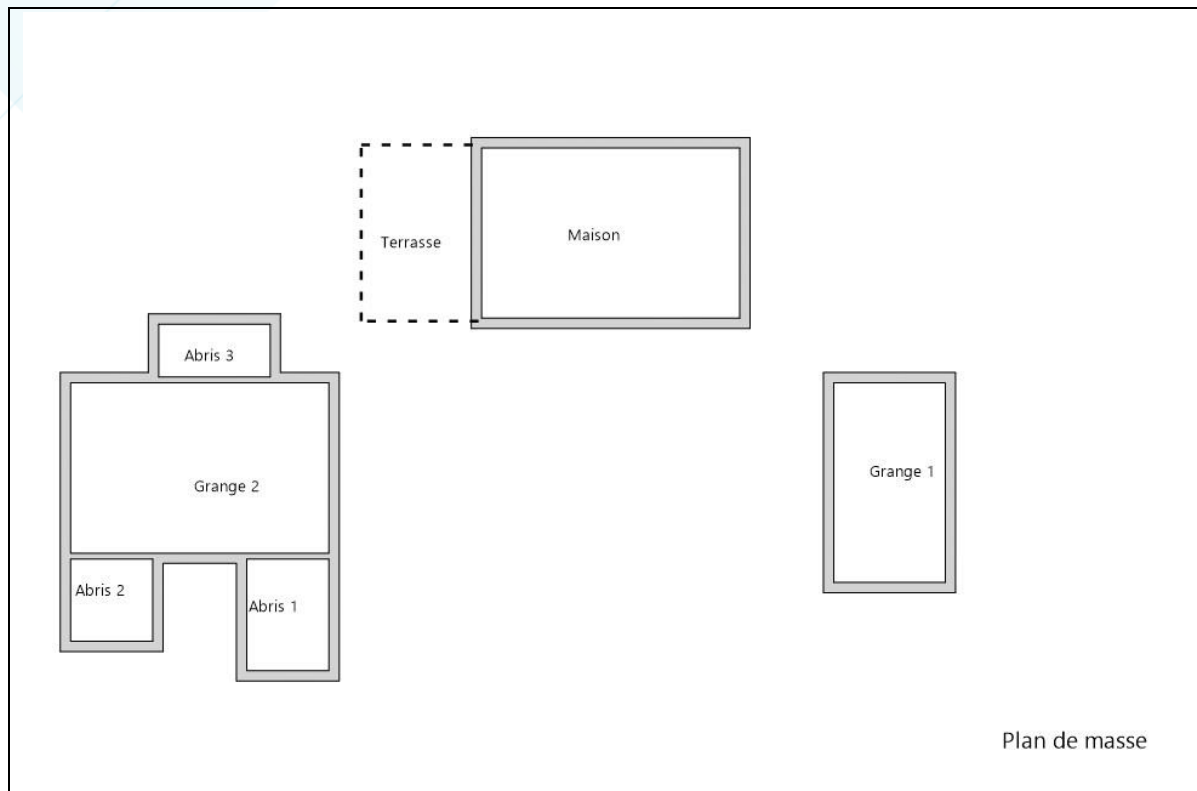 Terrasse
Maison
Abris 3
Grange 2
Grange 1
Abris 2
Abris 1
Plan de masse